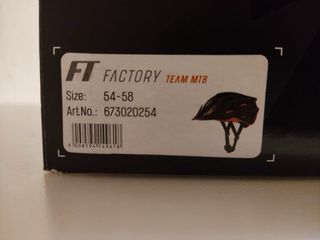 FT FACTORY TEAM MTB
Size: 54-58
Art.No.: 673020254